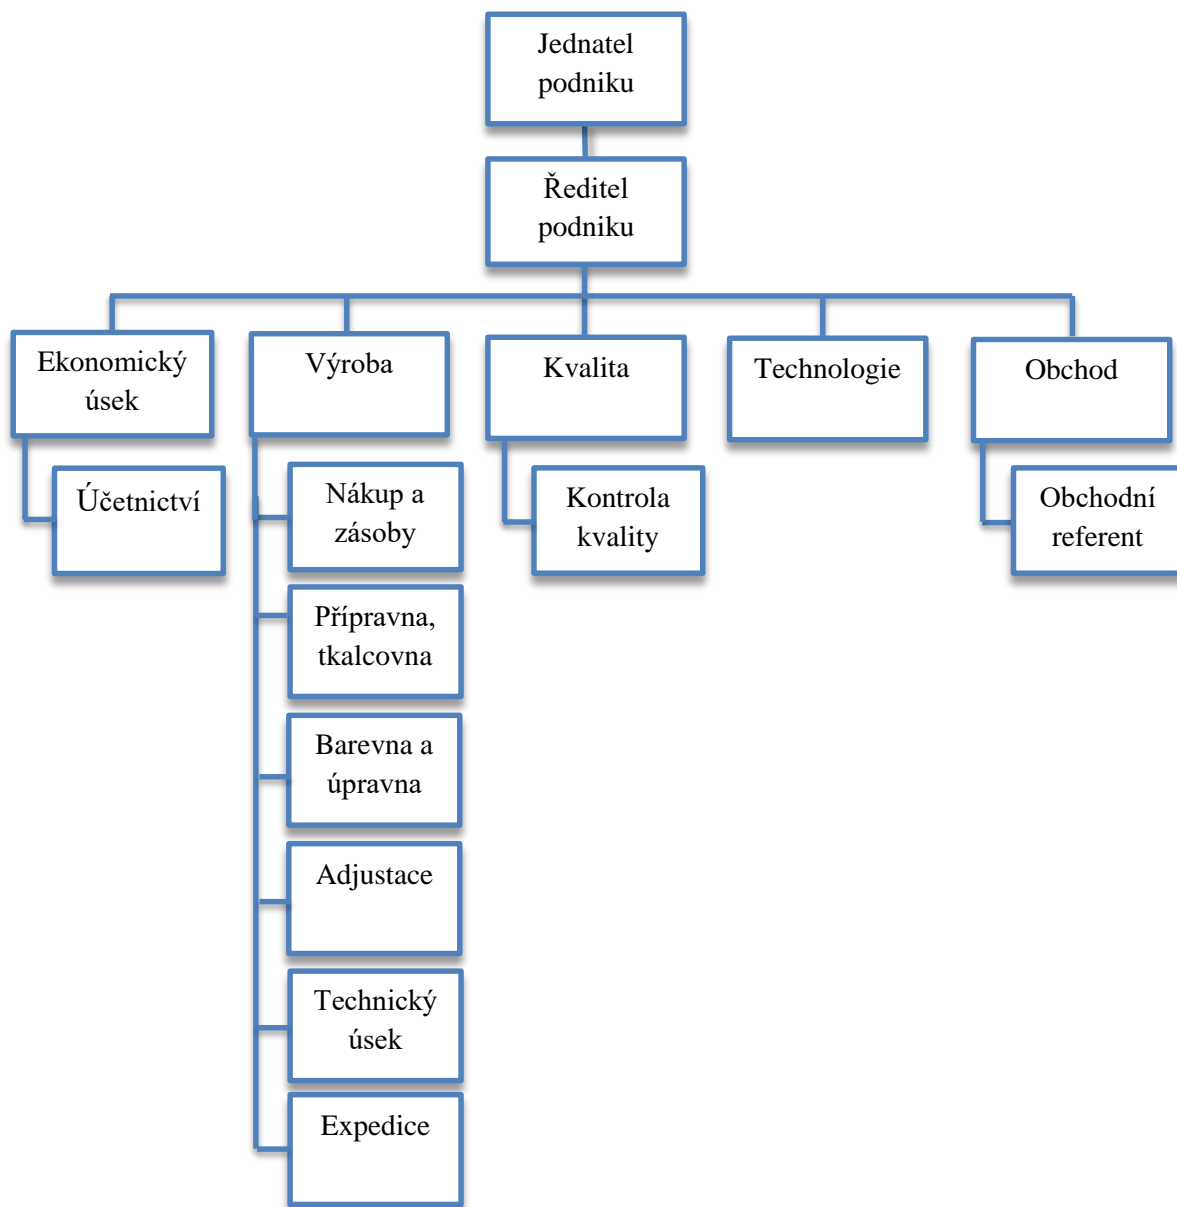 Jednatel
podniku
Ředitel
podniku
Ekonomický
úsek
Výroba
Kvalita
Technologie
Obchod
Účetnictví
Nákup a
zásoby
Kontrola
kvality
Obchodní
referent
Přípravna,
tkalcovna
Barevna a
úpravna
Adjustace
Technický
úsek
Expedice